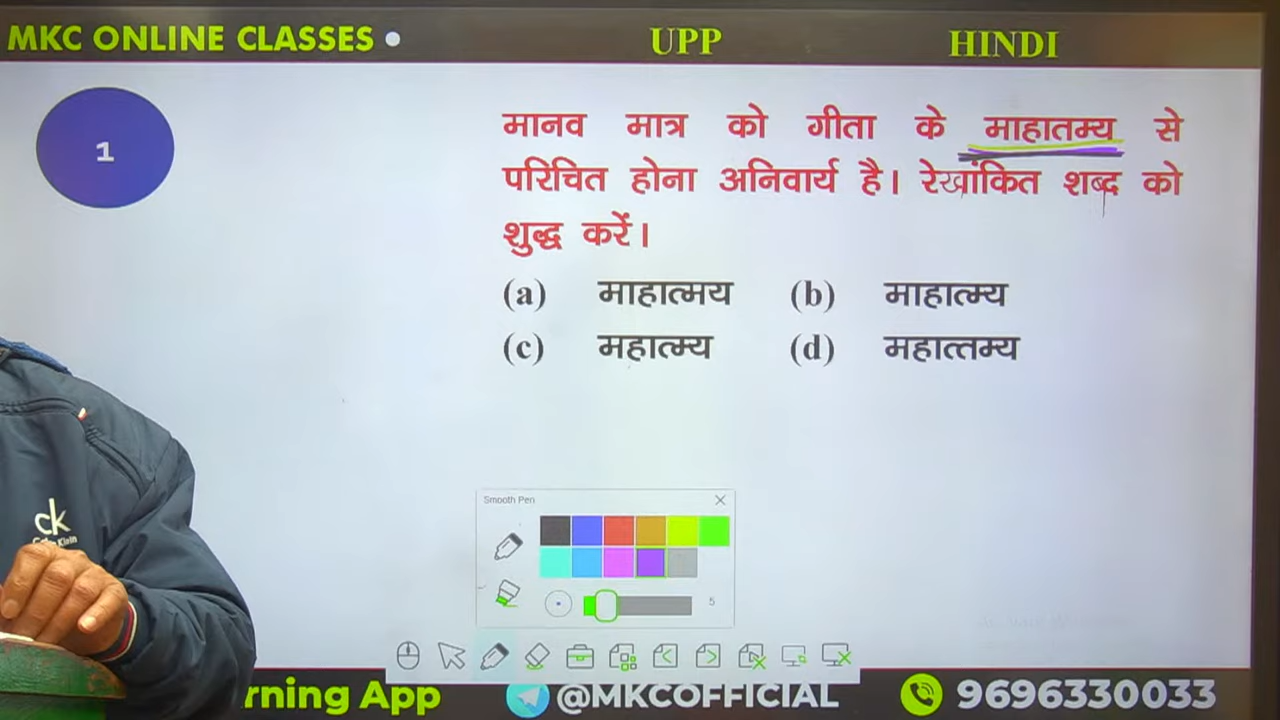 MKC ONLINE CLASSES • UPP HINDI
1
मानव मात्र को गीता के माहातम्य से
परिचित होना अनिवार्य है। रेखांकित शब्द को
शुद्ध करें।
(a) माहात्मय (b) माहात्म्य
(c) महात्म्य (d) महात्तम्य
ck
Smooth Pen
5
rning App @MKCOFFICIAL 9696330033